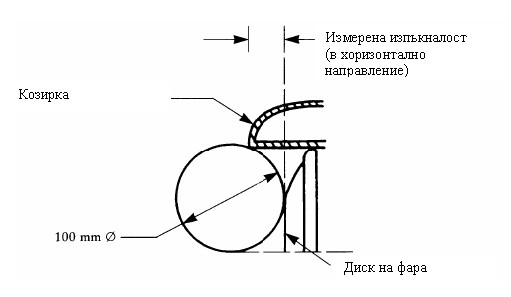 Измерена изпъкналост
(в хоризонтално
направление)
Козирка
100 mm Ø
Диск на фара